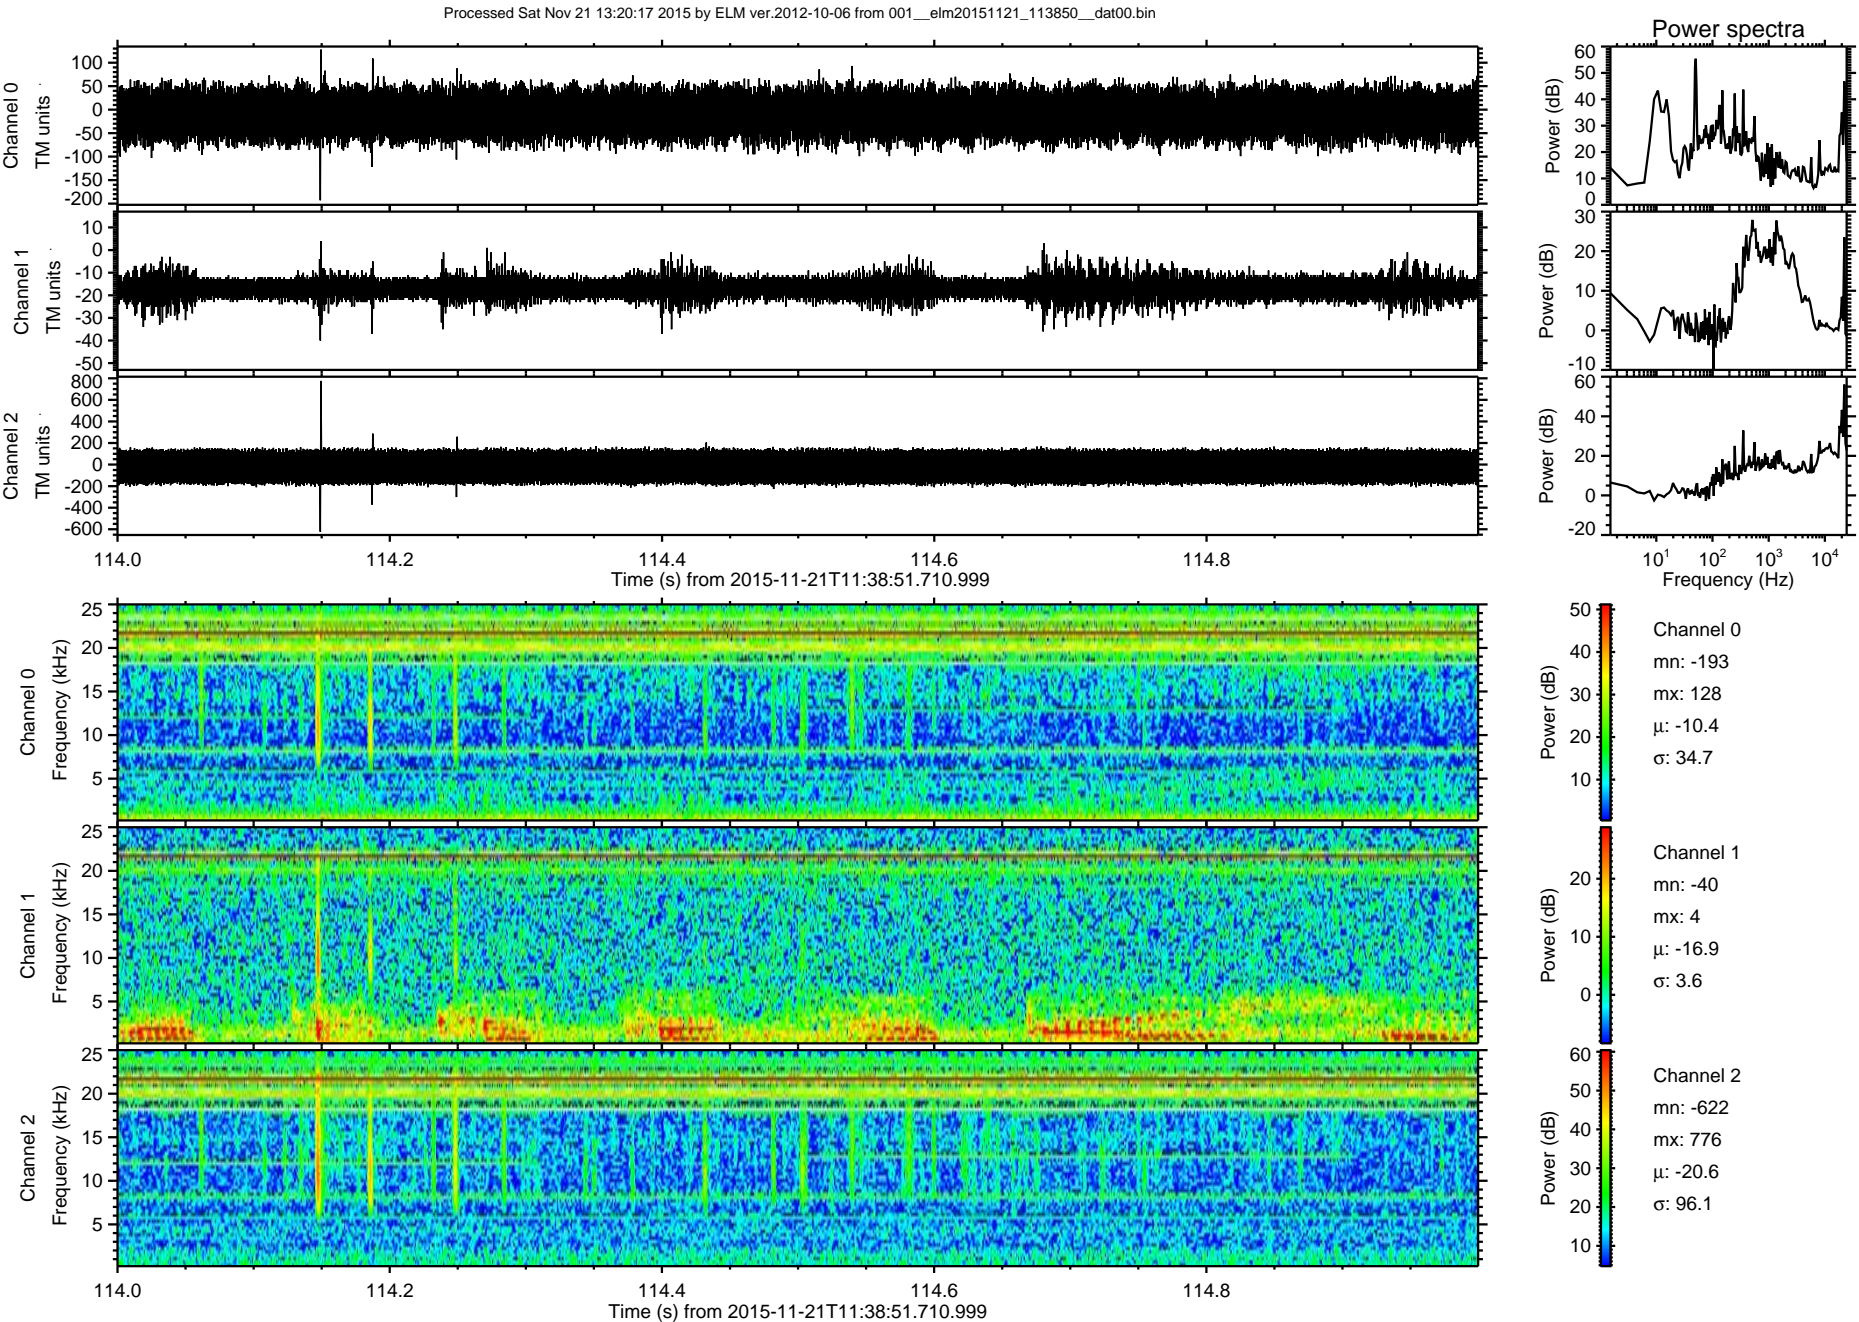 Processed Sat Nov 21 13:20:17 2015 by ELM ver.2012-10-06 from 001__elm20151121_113850__dat00.bin
Power spectra
Channel 0
TM units
100
50
0
-50
-100
-150
-200
Power (dB)
60
50
40
30
20
10
0
Channel 1
TM units
10
0
-10
-20
-30
-40
-50
Power (dB)
30
20
10
0
-10
Channel 2
TM units
800
600
400
200
0
-200
-400
-600
Power (dB)
60
40
20
0
-20
114.0 114.2 114.4 114.6 114.8
Time (s) from 2015-11-21T11:38:51.710.999
10^1 10^2 10^3 10^4
Frequency (Hz)
Channel 0
Frequency (kHz)
25
20
15
10
5
Power (dB)
50
40
30
20
10
Channel 0
mn: -193
mx: 128
μ: -10.4
σ: 34.7
Channel 1
Frequency (kHz)
25
20
15
10
5
Power (dB)
20
10
0
Channel 1
mn: -40
mx: 4
μ: -16.9
σ: 3.6
Channel 2
Frequency (kHz)
25
20
15
10
5
Power (dB)
60
50
40
30
20
10
Channel 2
mn: -622
mx: 776
μ: -20.6
σ: 96.1
114.0 114.2 114.4 114.6 114.8
Time (s) from 2015-11-21T11:38:51.710.999